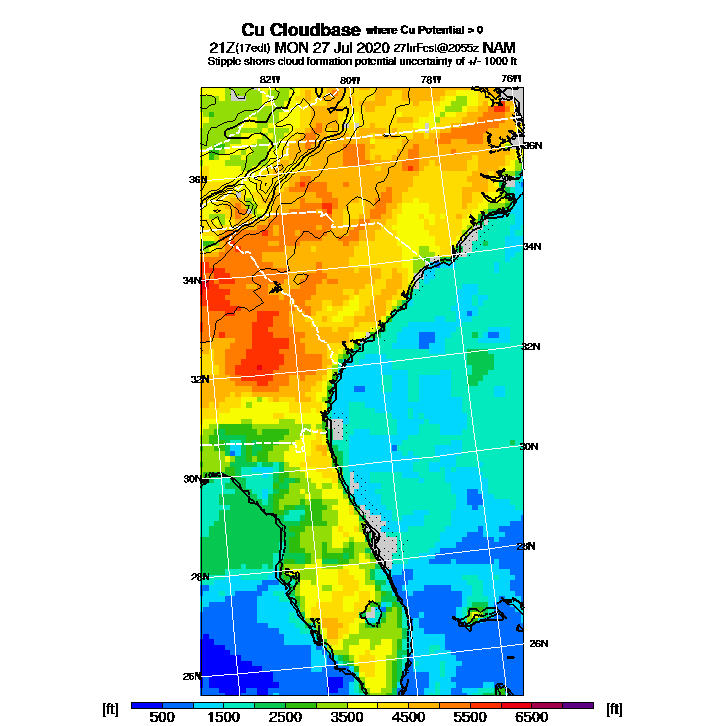 Cu Cloudbase where Cu Potential > 0
21Z(17edt) MON 27 Jul 2020 27hrFcst@2055z NAM
Stipple shows cloud formation potential uncertainty of +/- 1000 ft
82W 80W 78W 76W
36N
36N
34N
34N
32N
32N
30N
30N
28N
28N
26N
26N
[ft] 500 1500 2500 3500 4500 5500 6500 [ft]